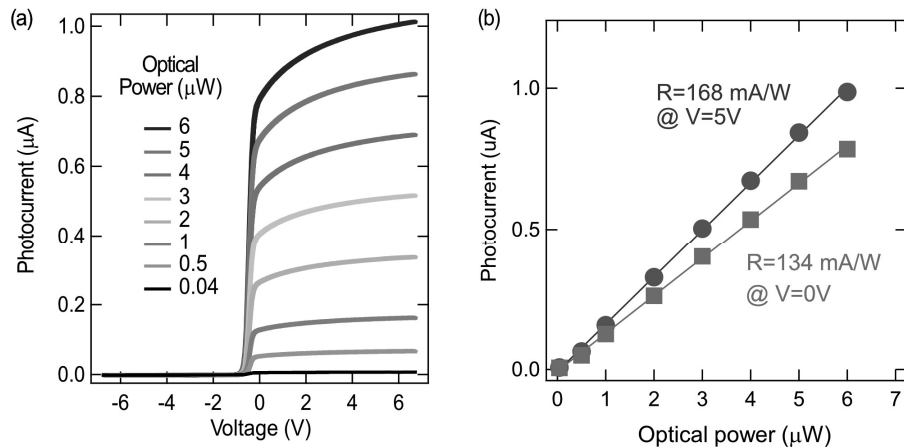 (a)
1.0
0.8
0.6
0.4
0.2
0.0
Photocurrent (μA)
Optical
Power (μW)
6
5
4
3
2
1
0.5
0.04
-6
-4
-2
0
2
4
6
Voltage (V)
(b)
1.0
0.5
0.0
Photocurrent (uA)
R=168 mA/W
@ V=5V
R=134 mA/W
@ V=0V
0
1
2
3
4
5
6
7
Optical power (μW)